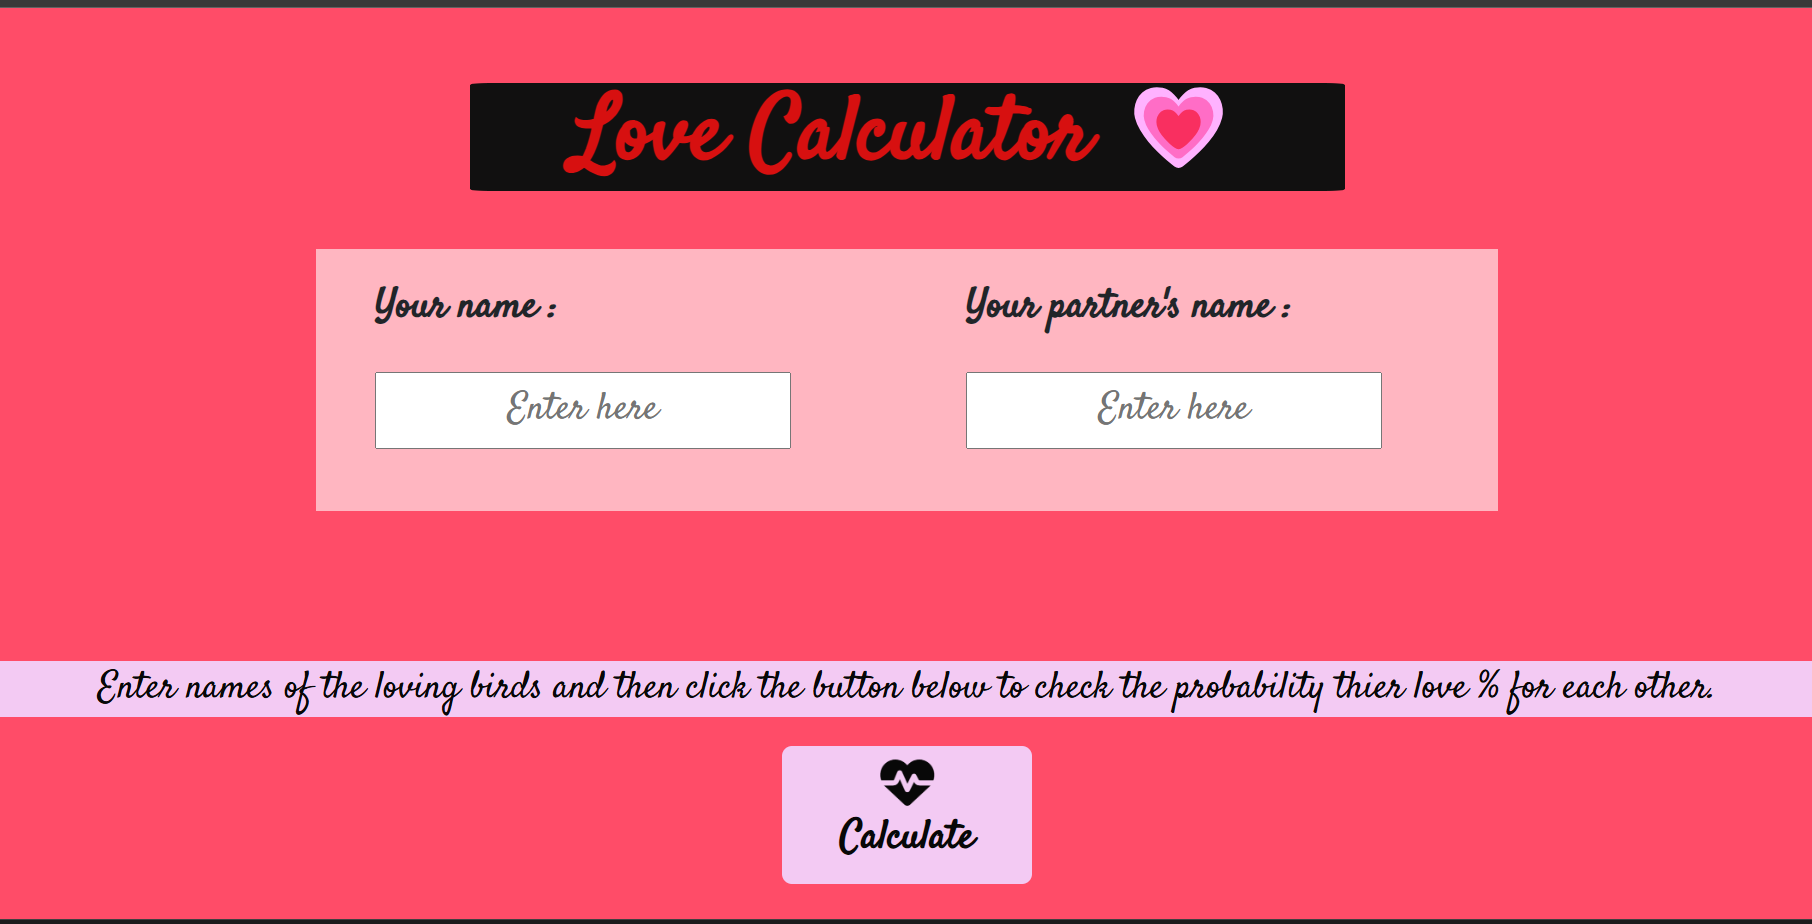 Love Calculator
Your name :
Your partner's name :
Enter here
Enter here
Enter names of the loving birds and then click the button below to check the probability thier love % for each other.
Calculate